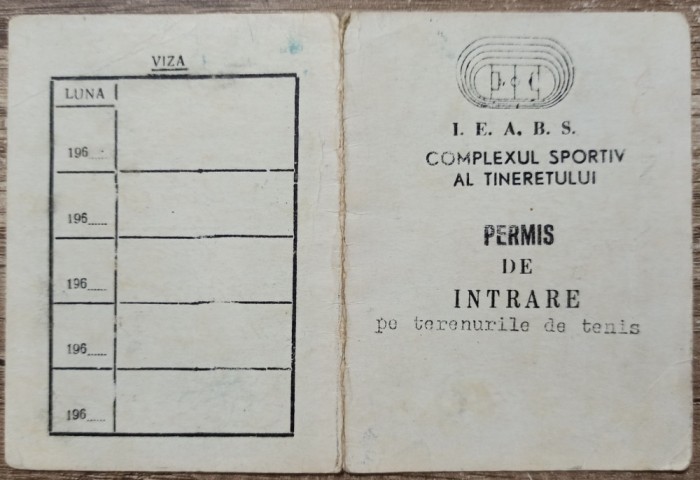 VIZA
LUNA
196
196
196
196
196
I. E. A. B. S.
COMPLEXUL SPORTIV
AL TINERETULUI
PERMIS
DE
INTRARE
pe terenurile de tenis